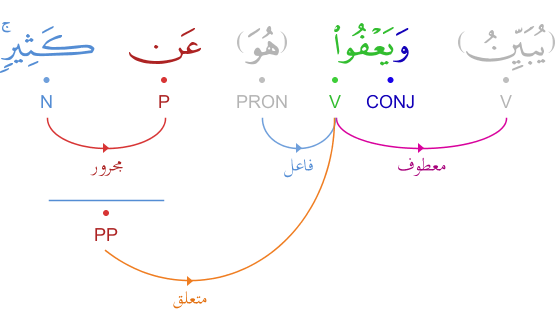 (يُبَيِّنُ) وَيَعْفُوا۟ (هُوَ) عَن كَثِيرٍۢ ۚ
V CONJ V PRON P N
معطوف فاعل مجرور
PP
متعلق